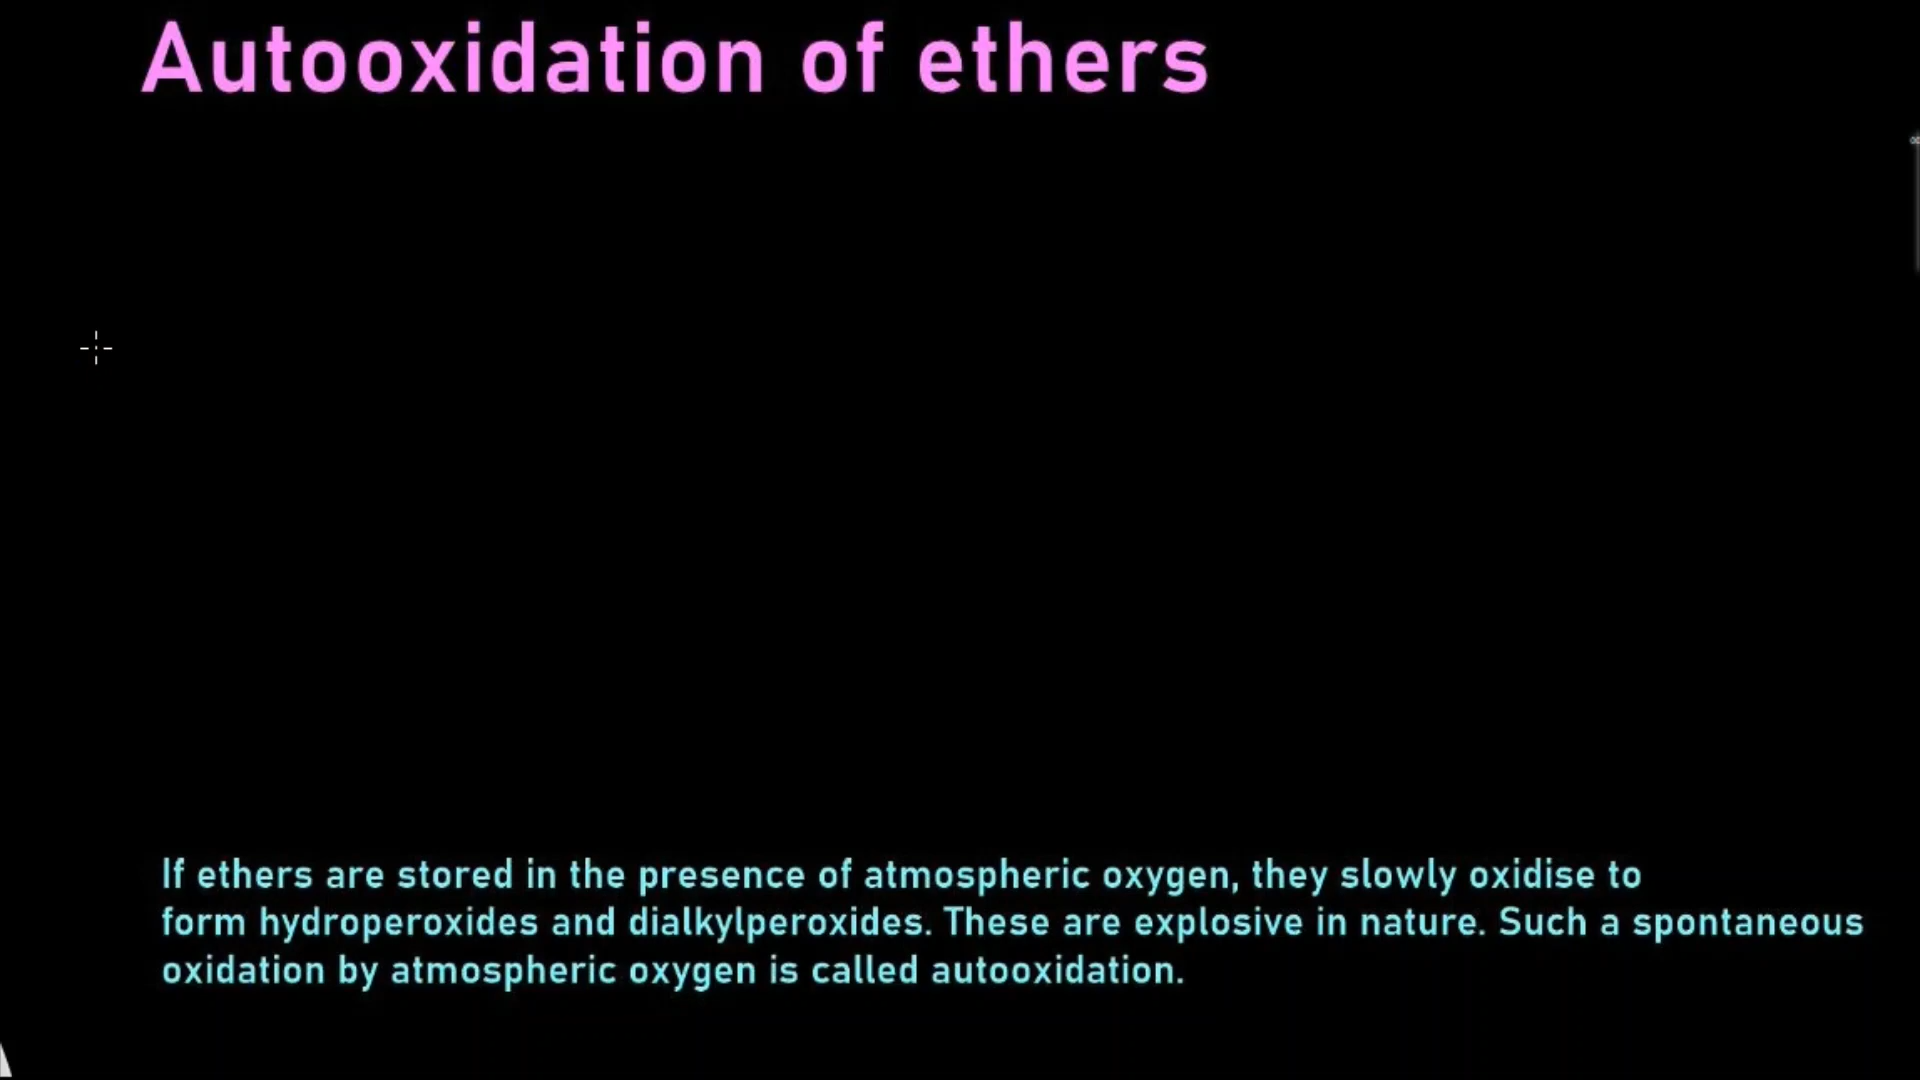 Autooxidation of ethers
If ethers are stored in the presence of atmospheric oxygen, they slowly oxidise to
form hydroperoxides and dialkylperoxides. These are explosive in nature. Such a spontaneous
oxidation by atmospheric oxygen is called autooxidation.